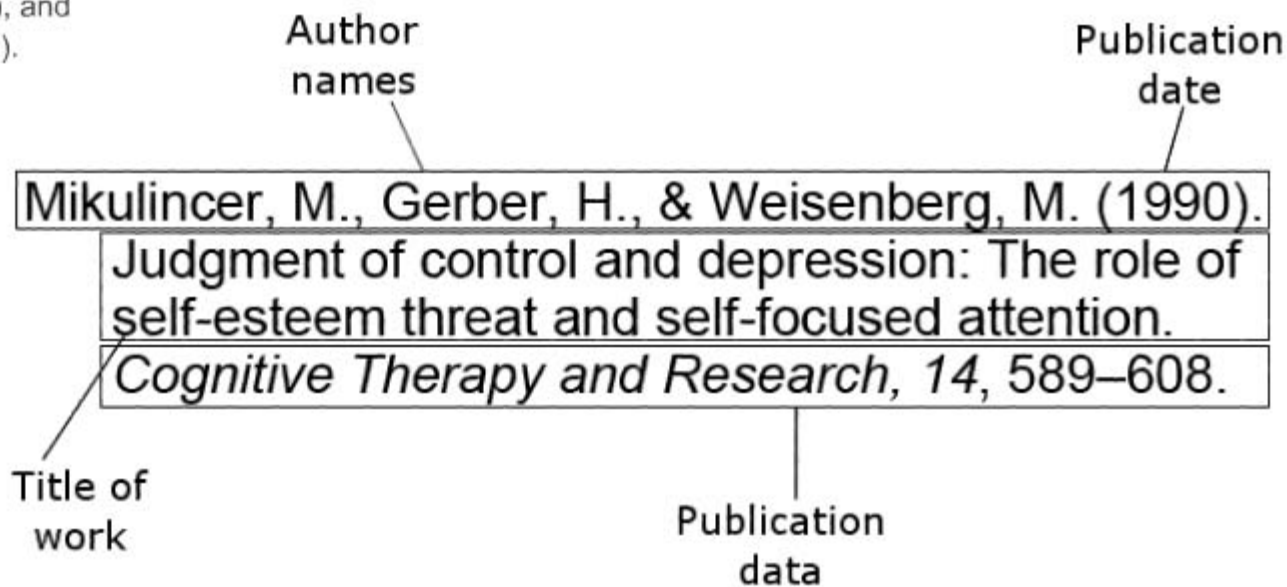 , and
).
Author
names
Publication
date
Mikulincer, M., Gerber, H., & Weisenberg, M. (1990).
Judgment of control and depression: The role of
self-esteem threat and self-focused attention.
Cognitive Therapy and Research, 14, 589–608.
Title of
work
Publication
data